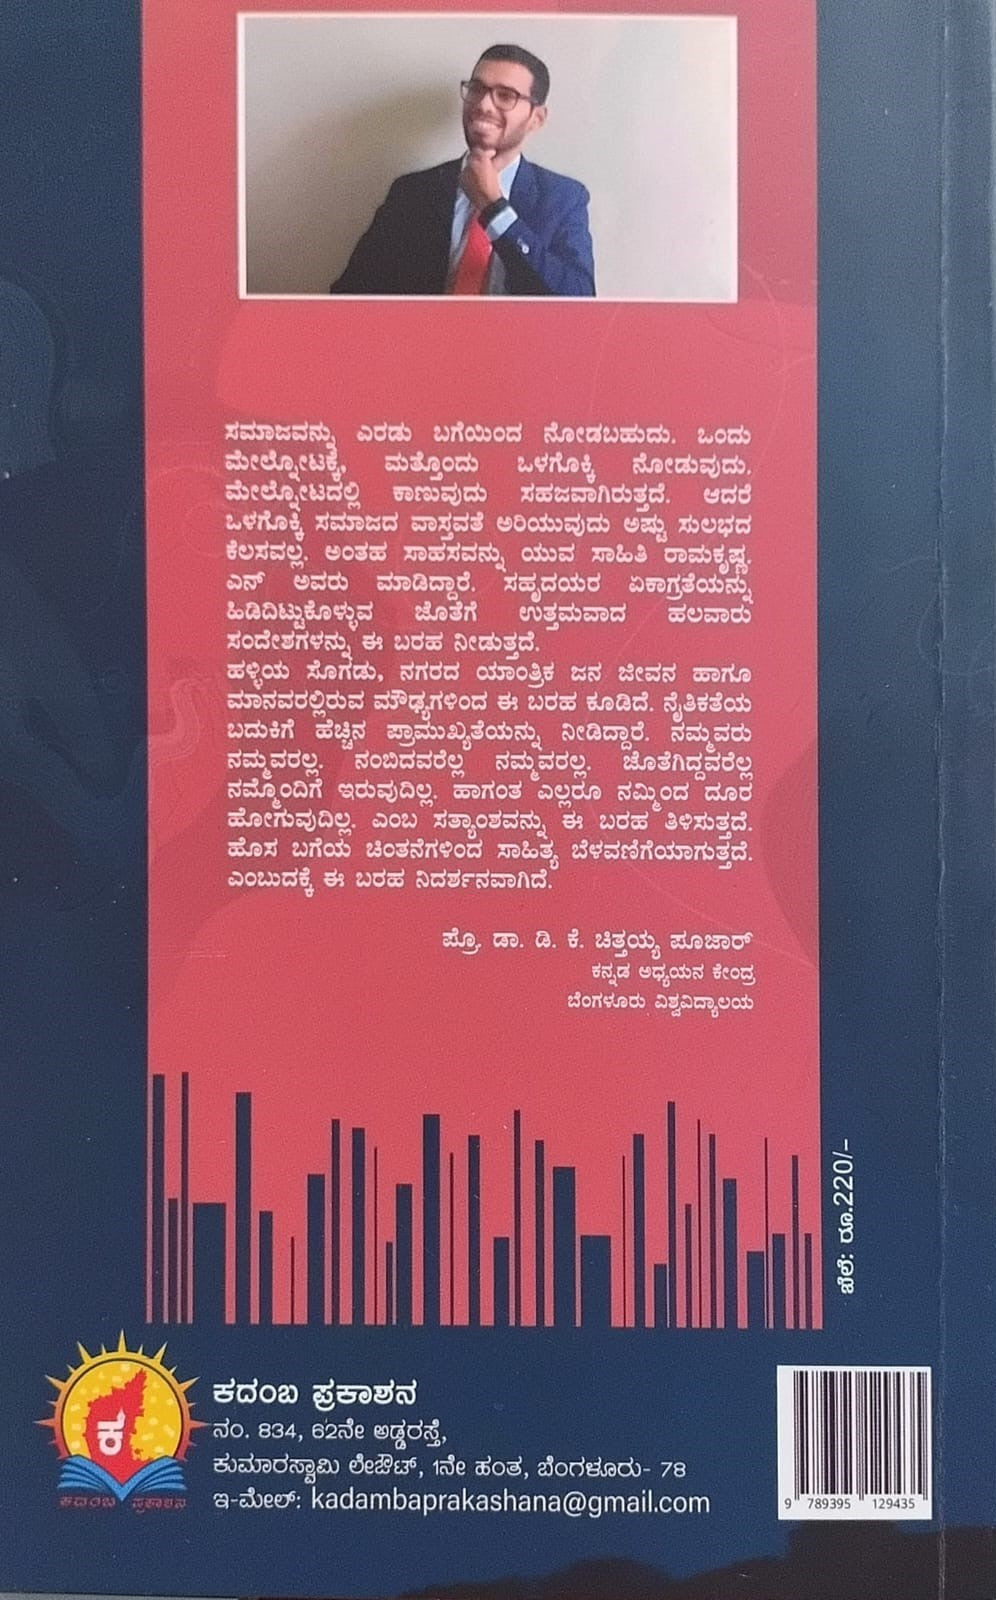 ಸಮಾಜವನ್ನು ಎರಡು ಬಗೆಯಿಂದ ನೋಡಬಹುದು. ಒಂದು
ಮೇಲ್ನೋಟಕ್ಕೆ, ಮತ್ತೊಂದು ಒಳಗೊಕ್ಕಿ ನೋಡುವುದು.
ಮೇಲ್ನೋಟದಲ್ಲಿ ಕಾಣುವುದು ಸಹಜವಾಗಿರುತ್ತದೆ. ಆದರೆ
ಒಳಗೊಕ್ಕಿ ಸಮಾಜದ ವಾಸ್ತವತೆ ಅರಿಯುವುದು ಅಷ್ಟು ಸುಲಭದ
ಕೆಲಸವಲ್ಲ. ಅಂತಹ ಸಾಹಸವನ್ನು ಯುವ ಸಾಹಿತಿ ರಾಮಕೃಷ್ಣ.
ಎನ್ ಅವರು ಮಾಡಿದ್ದಾರೆ. ಸಹೃದಯರ ಏಕಾಗ್ರತೆಯನ್ನು
ಹಿಡಿದಿಟ್ಟುಕೊಳ್ಳುವ ಜೊತೆಗೆ ಉತ್ತಮವಾದ ಹಲವಾರು
ಸಂದೇಶಗಳನ್ನು ಈ ಬರಹ ನೀಡುತ್ತದೆ.
ಹಳ್ಳಿಯ ಸೊಗಡು, ನಗರದ ಯಾಂತ್ರಿಕ ಜನ ಜೀವನ ಹಾಗೂ
ಮಾನವರಲ್ಲಿರುವ ಮೌಢ್ಯಗಳಿಂದ ಈ ಬರಹ ಕೂಡಿದೆ. ನೈತಿಕತೆಯ
ಬದುಕಿಗೆ ಹೆಚ್ಚಿನ ಪ್ರಾಮುಖ್ಯತೆಯನ್ನು ನೀಡಿದ್ದಾರೆ. ನಮ್ಮವರು
ನಮ್ಮವರಲ್ಲ. ನಂಬಿದವರೆಲ್ಲ ನಮ್ಮವರಲ್ಲ. ಜೊತೆಗಿದ್ದವರೆಲ್ಲ
ನಮ್ಮೊಂದಿಗೆ ಇರುವುದಿಲ್ಲ. ಹಾಗಂತ ಎಲ್ಲರೂ ನಮ್ಮಿಂದ ದೂರ
ಹೋಗುವುದಿಲ್ಲ. ಎಂಬ ಸತ್ಯಾಂಶವನ್ನು ಈ ಬರಹ ತಿಳಿಸುತ್ತದೆ.
ಹೊಸ ಬಗೆಯ ಚಿಂತನೆಗಳಿಂದ ಸಾಹಿತ್ಯ ಬೆಳವಣಿಗೆಯಾಗುತ್ತದೆ.
ಎಂಬುದಕ್ಕೆ ಈ ಬರಹ ನಿದರ್ಶನವಾಗಿದೆ.
ಪ್ರೊ. ಡಾ. ಡಿ. ಕೆ. ಚಿತ್ತಯ್ಯ ಪೂಜಾರ್
ಕನ್ನಡ ಅಧ್ಯಯನ ಕೇಂದ್ರ
ಬೆಂಗಳೂರು ವಿಶ್ವವಿದ್ಯಾಲಯ
ಬೆಲೆ: ರೂ.220/-
ಕ
ಕದಂಬ ಪ್ರಕಾಶನ
ಕದಂಬ ಪ್ರಕಾಶನ
ನಂ. 834, 62ನೇ ಅಡ್ಡರಸ್ತೆ,
ಕುಮಾರಸ್ವಾಮಿ ಲೇಔಟ್, 1ನೇ ಹಂತ, ಬೆಂಗಳೂರು- 78
ಇ-ಮೇಲ್: kadambaprakashana@gmail.com
9 789395 129435